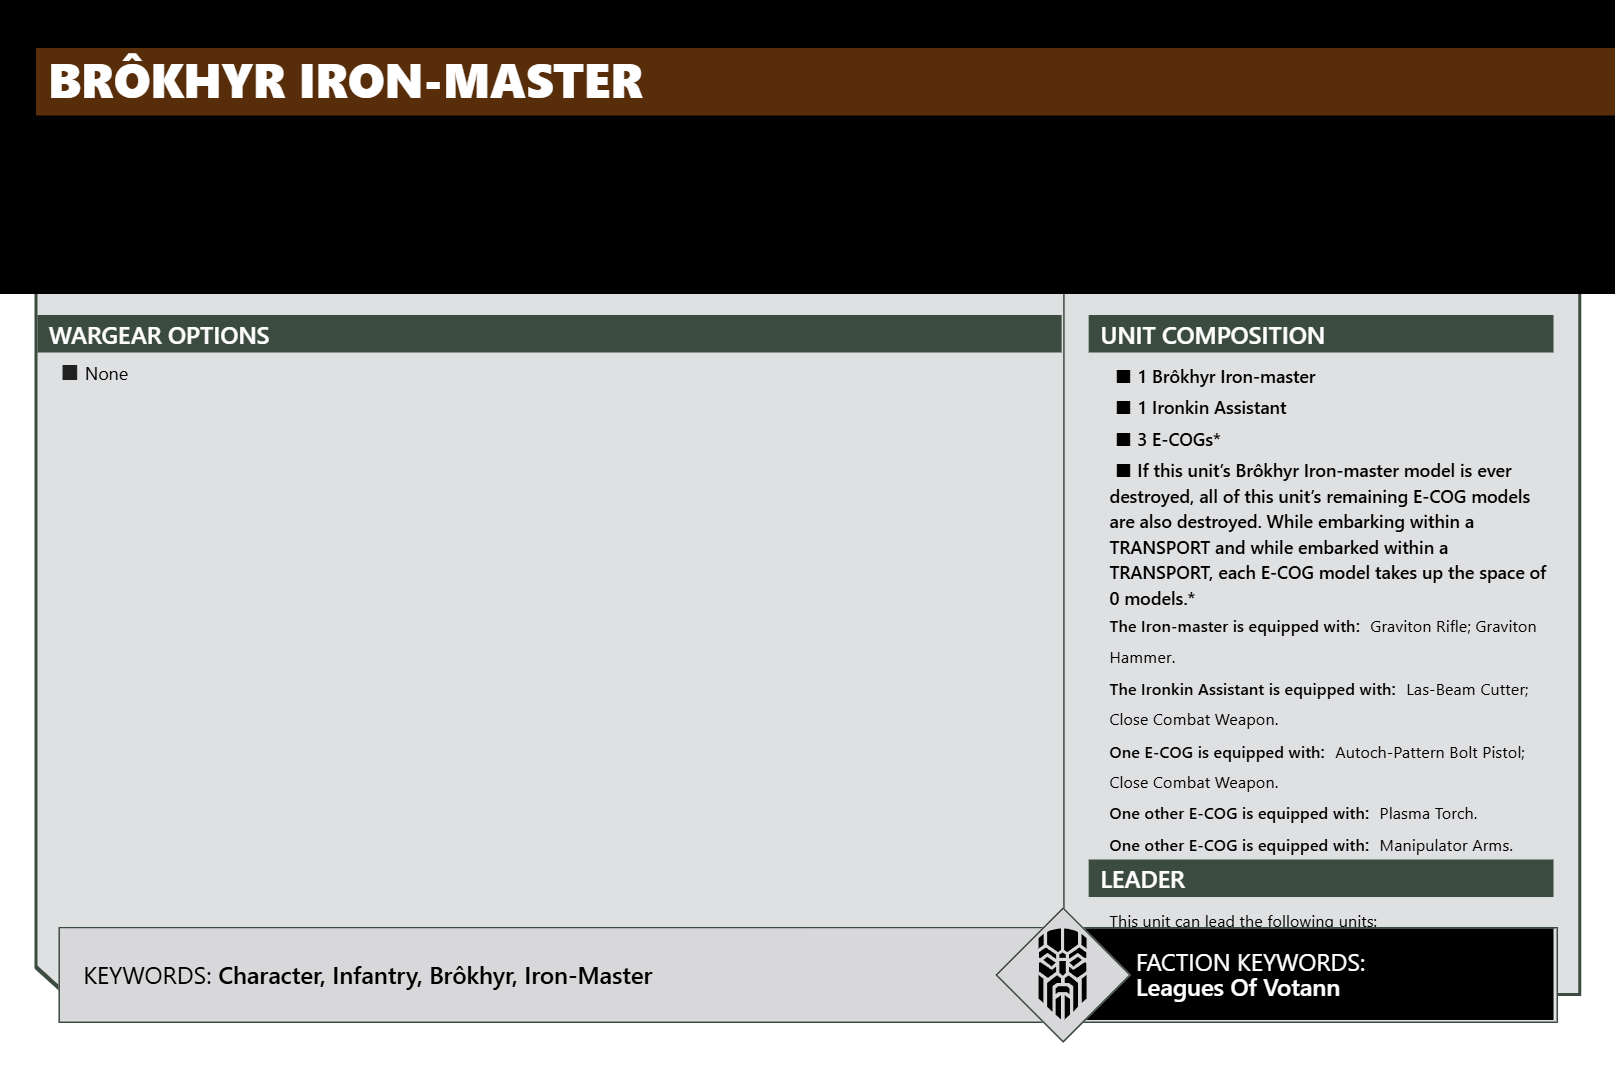 BRÔKHYR IRON-MASTER
WARGEAR OPTIONS
None
UNIT COMPOSITION
1 Brôkhyr Iron-master
1 Ironkin Assistant
3 E-COGs*
If this unit's Brôkhyr Iron-master model is ever
destroyed, all of this unit's remaining E-COG models
are also destroyed. While embarking within a
TRANSPORT and while embarked within a
TRANSPORT, each E-COG model takes up the space of
0 models.*
The Iron-master is equipped with: Graviton Rifle; Graviton
Hammer.
The Ironkin Assistant is equipped with: Las-Beam Cutter;
Close Combat Weapon.
One E-COG is equipped with: Autoch-Pattern Bolt Pistol;
Close Combat Weapon.
One other E-COG is equipped with: Plasma Torch.
One other E-COG is equipped with: Manipulator Arms.
LEADER
This unit can lead the following units:
KEYWORDS: Character, Infantry, Brôkhyr, Iron-Master
FACTION KEYWORDS:
Leagues Of Votann